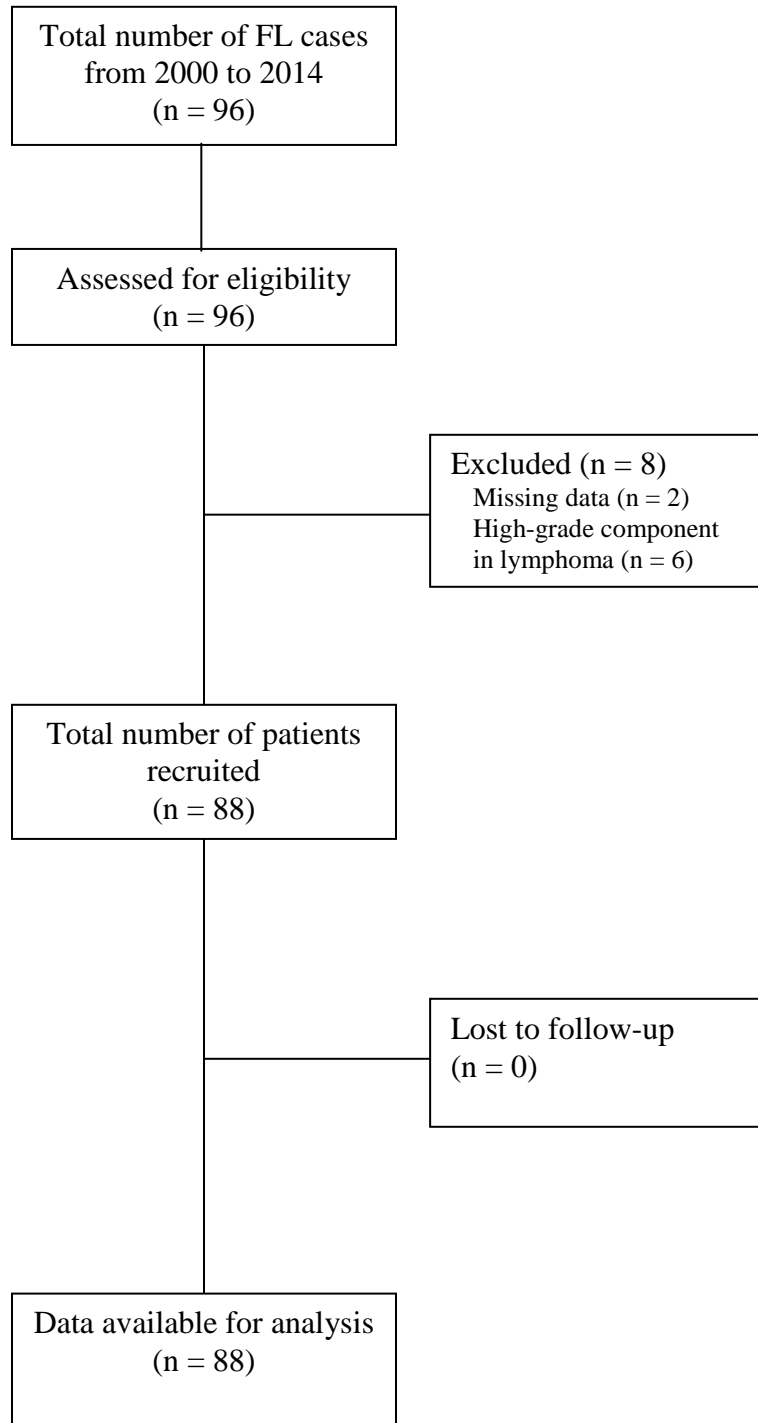 Total number of FL cases
from 2000 to 2014
(n = 96)
Assessed for eligibility
(n = 96)
Excluded (n = 8)
Missing data (n = 2)
High-grade component
in lymphoma (n = 6)
Total number of patients
recruited
(n = 88)
Lost to follow-up
(n = 0)
Data available for analysis
(n = 88)